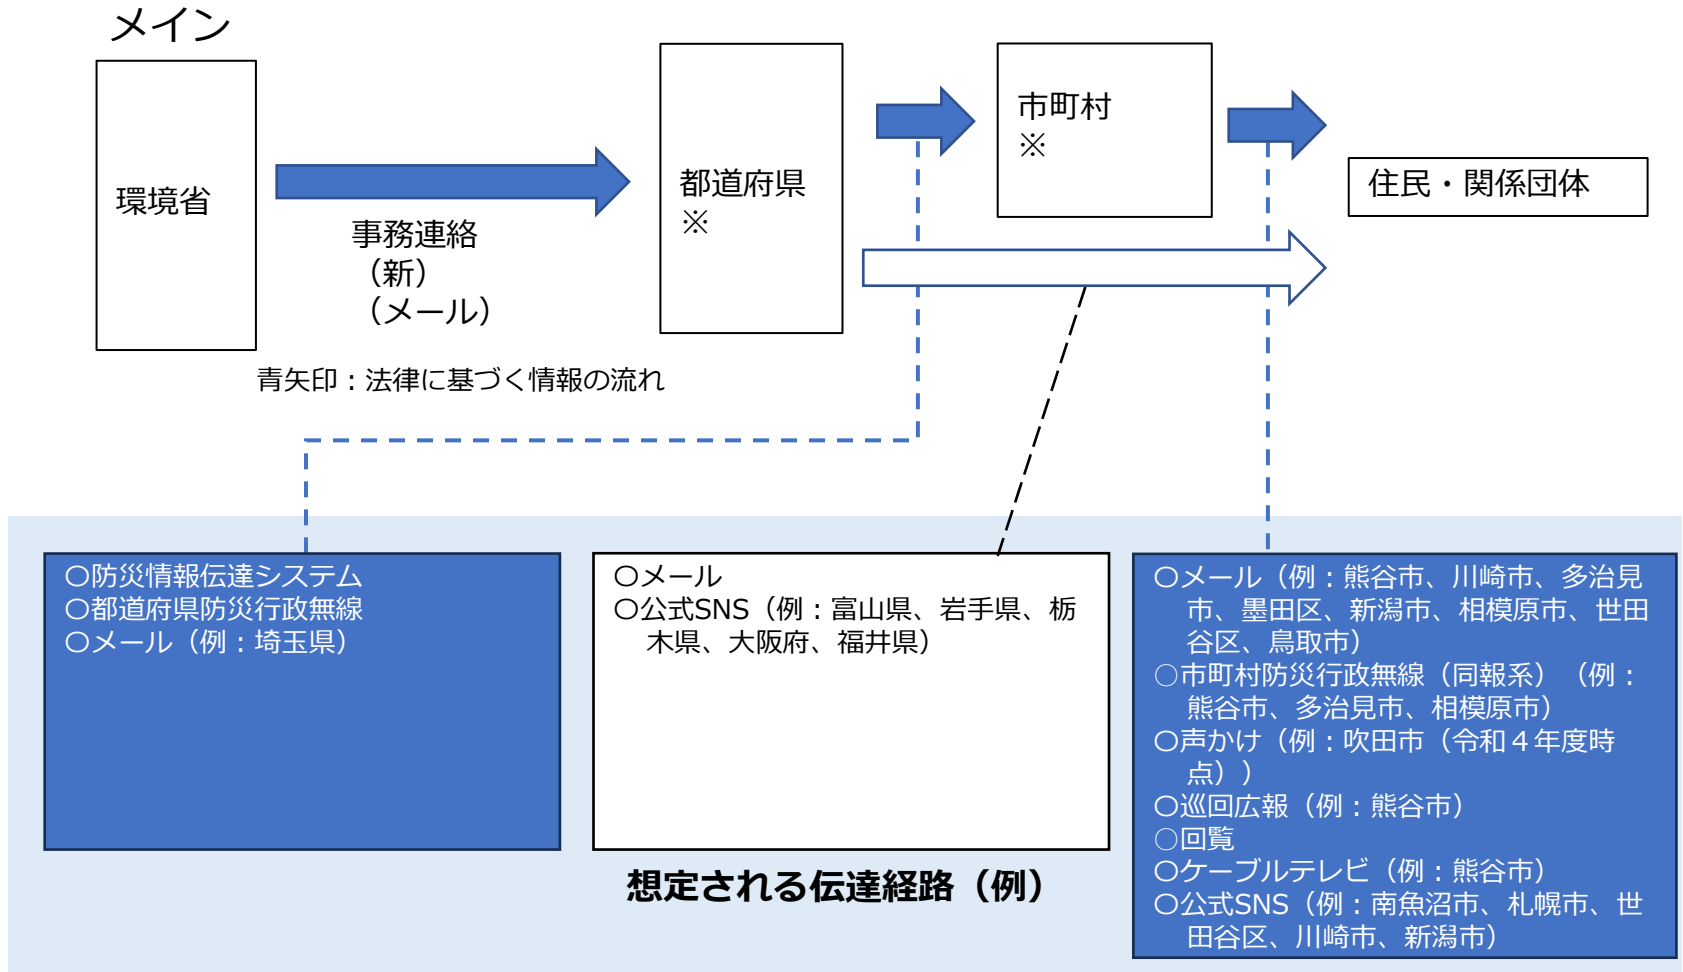 メイン
環境省
事務連絡
（新）
（メール）
都道府県
※
市町村
※
住民・関係団体
青矢印：法律に基づく情報の流れ
〇防災情報伝達システム
〇都道府県防災行政無線
〇メール（例：埼玉県）
〇メール
〇公式SNS（例：富山県、岩手県、栃
木県、大阪府、福井県）
〇メール（例：熊谷市、川崎市、多治見
市、墨田区、新潟市、相模原市、世田
谷区、鳥取市）
○市町村防災行政無線（同報系）（例：
熊谷市、多治見市、相模原市）
〇声かけ（例：吹田市（令和４年度時
点））
〇巡回広報（例：熊谷市）
○回覧
〇ケーブルテレビ（例：熊谷市）
〇公式SNS（例：南魚沼市、札幌市、世
田谷区、川崎市、新潟市）
想定される伝達経路（例）